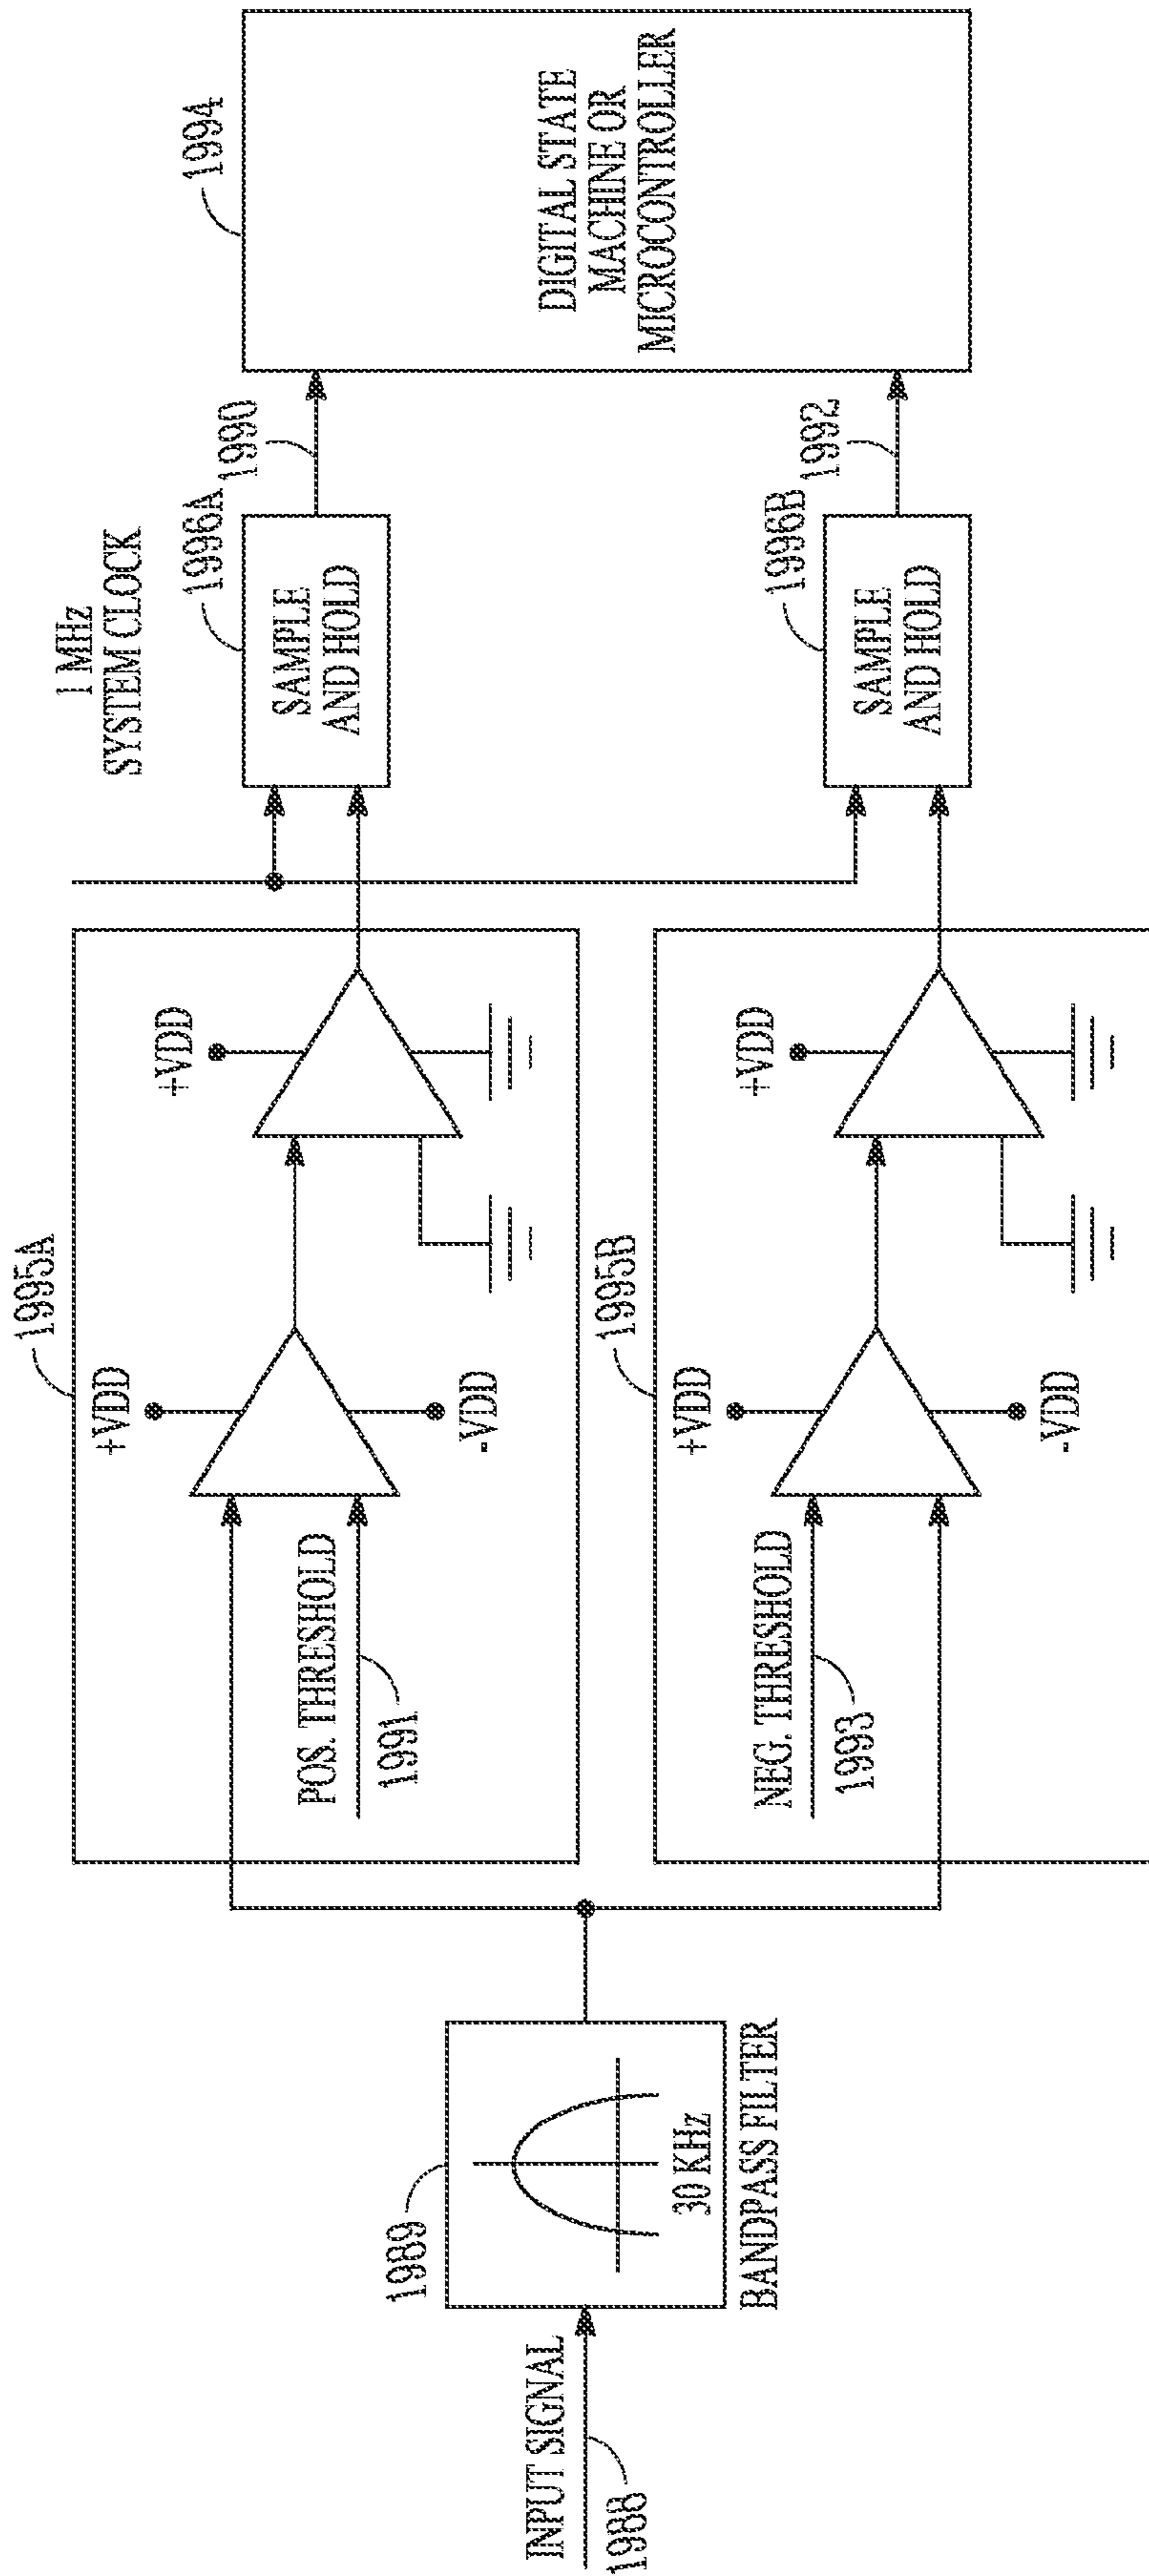 INPUT SIGNAL
1988
1989
30 KHz
BANDPASS FILTER
1995A
POS. THRESHOLD
1991
+VDD
-VDD
+VDD
1995B
NEG. THRESHOLD
1993
+VDD
-VDD
+VDD
1 MHz
SYSTEM CLOCK
1996A
SAMPLE
AND HOLD
1990
1996B
SAMPLE
AND HOLD
1992
1994
DIGITAL STATE
MACHINE OR
MICROCONTROLLER